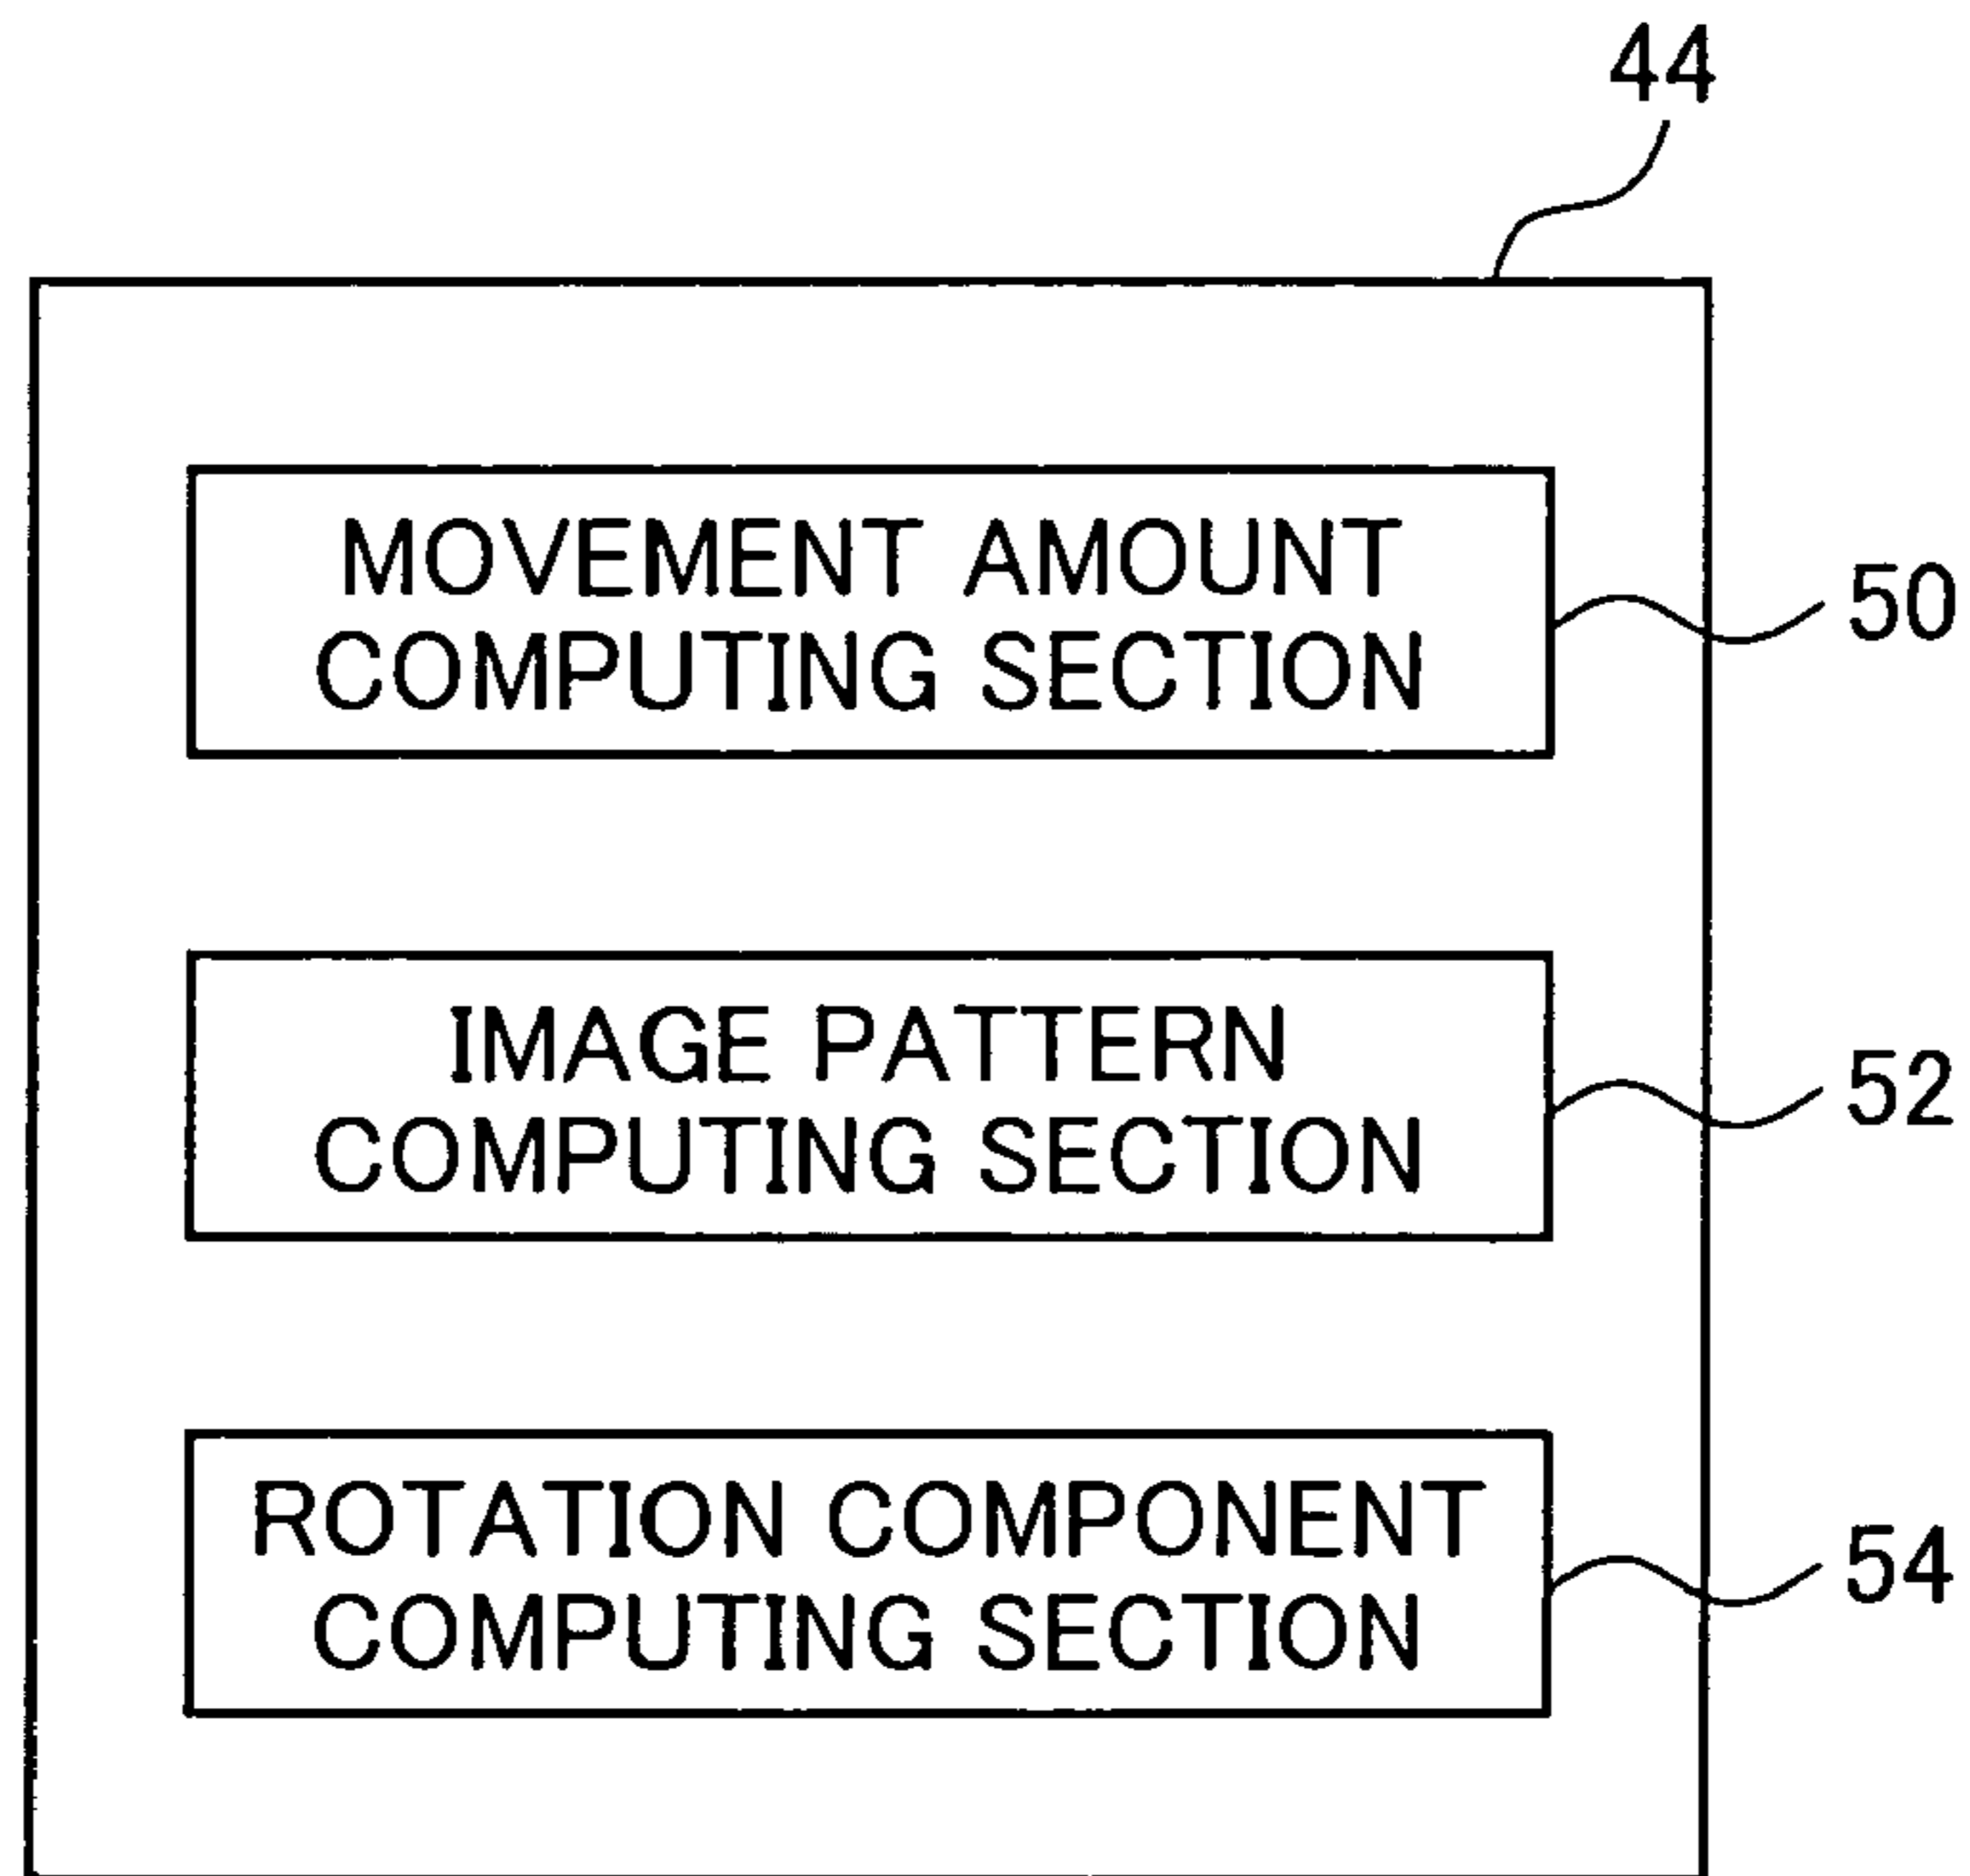 44
MOVEMENT AMOUNT
COMPUTING SECTION
50
IMAGE PATTERN
COMPUTING SECTION
52
ROTATION COMPONENT
COMPUTING SECTION
54